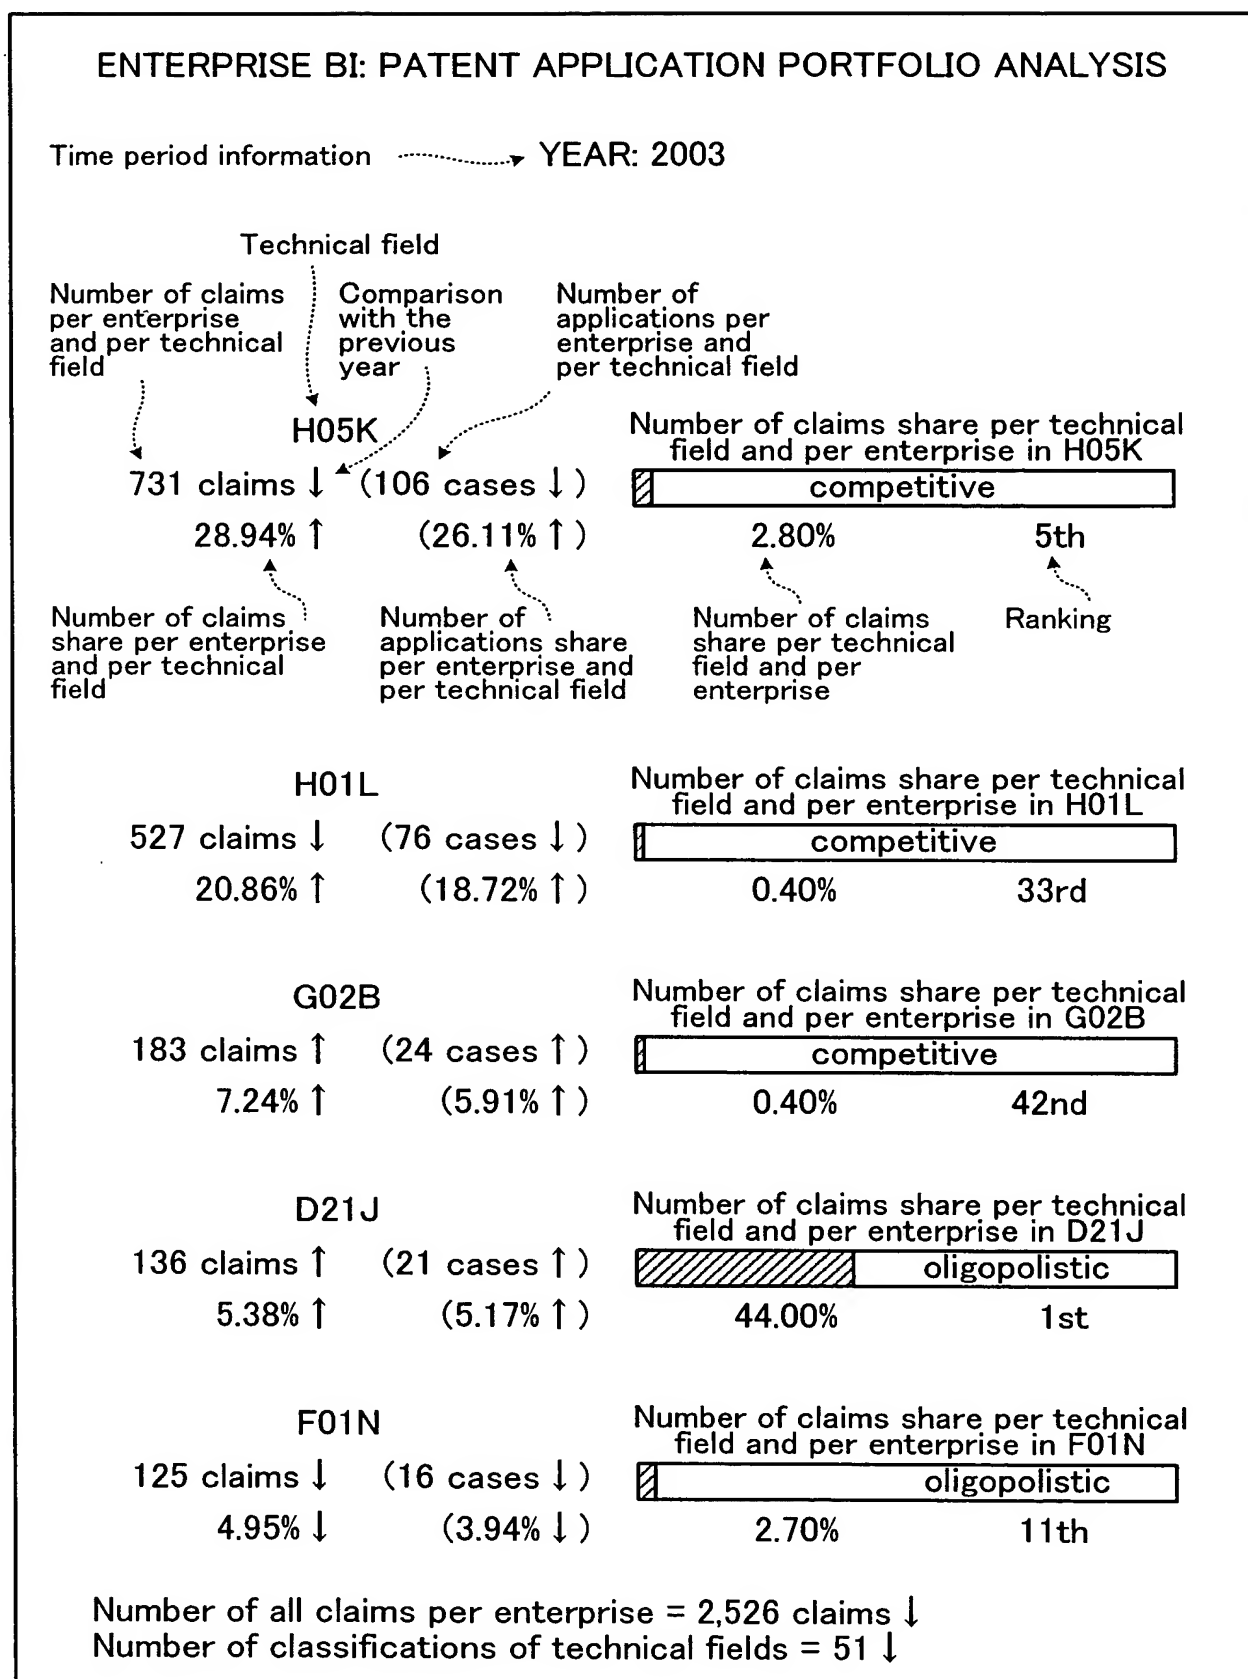 ENTERPRISE BI: PATENT APPLICATION PORTFOLIO ANALYSIS
Time period information
YEAR: 2003
Technical field
Number of claims
per enterprise
and per technical
field
Comparison
with the
previous
year
Number of
applications per
enterprise and
per technical field
H05K
731 claims ↓ (106 cases ↓)
28.94% ↑ (26.11% ↑)
Number of claims share per technical
field and per enterprise in H05K
competitive
2.80% 5th
Number of claims
share per enterprise
and per technical
field
Number of
applications share
per enterprise and
per technical field
Number of claims
share per technical
field and per
enterprise
Ranking
H01L
527 claims ↓ (76 cases ↓)
20.86% ↑ (18.72% ↑)
Number of claims share per technical
field and per enterprise in H01L
competitive
0.40% 33rd
G02B
183 claims ↑ (24 cases ↑)
7.24% ↑ (5.91% ↑)
Number of claims share per technical
field and per enterprise in G02B
competitive
0.40% 42nd
D21J
136 claims ↑ (21 cases ↑)
5.38% ↑ (5.17% ↑)
Number of claims share per technical
field and per enterprise in D21J
oligopolistic
44.00% 1st
F01N
125 claims ↓ (16 cases ↓)
4.95% ↓ (3.94% ↓)
Number of claims share per technical
field and per enterprise in F01N
oligopolistic
2.70% 11th
Number of all claims per enterprise = 2,526 claims ↓
Number of classifications of technical fields = 51 ↓